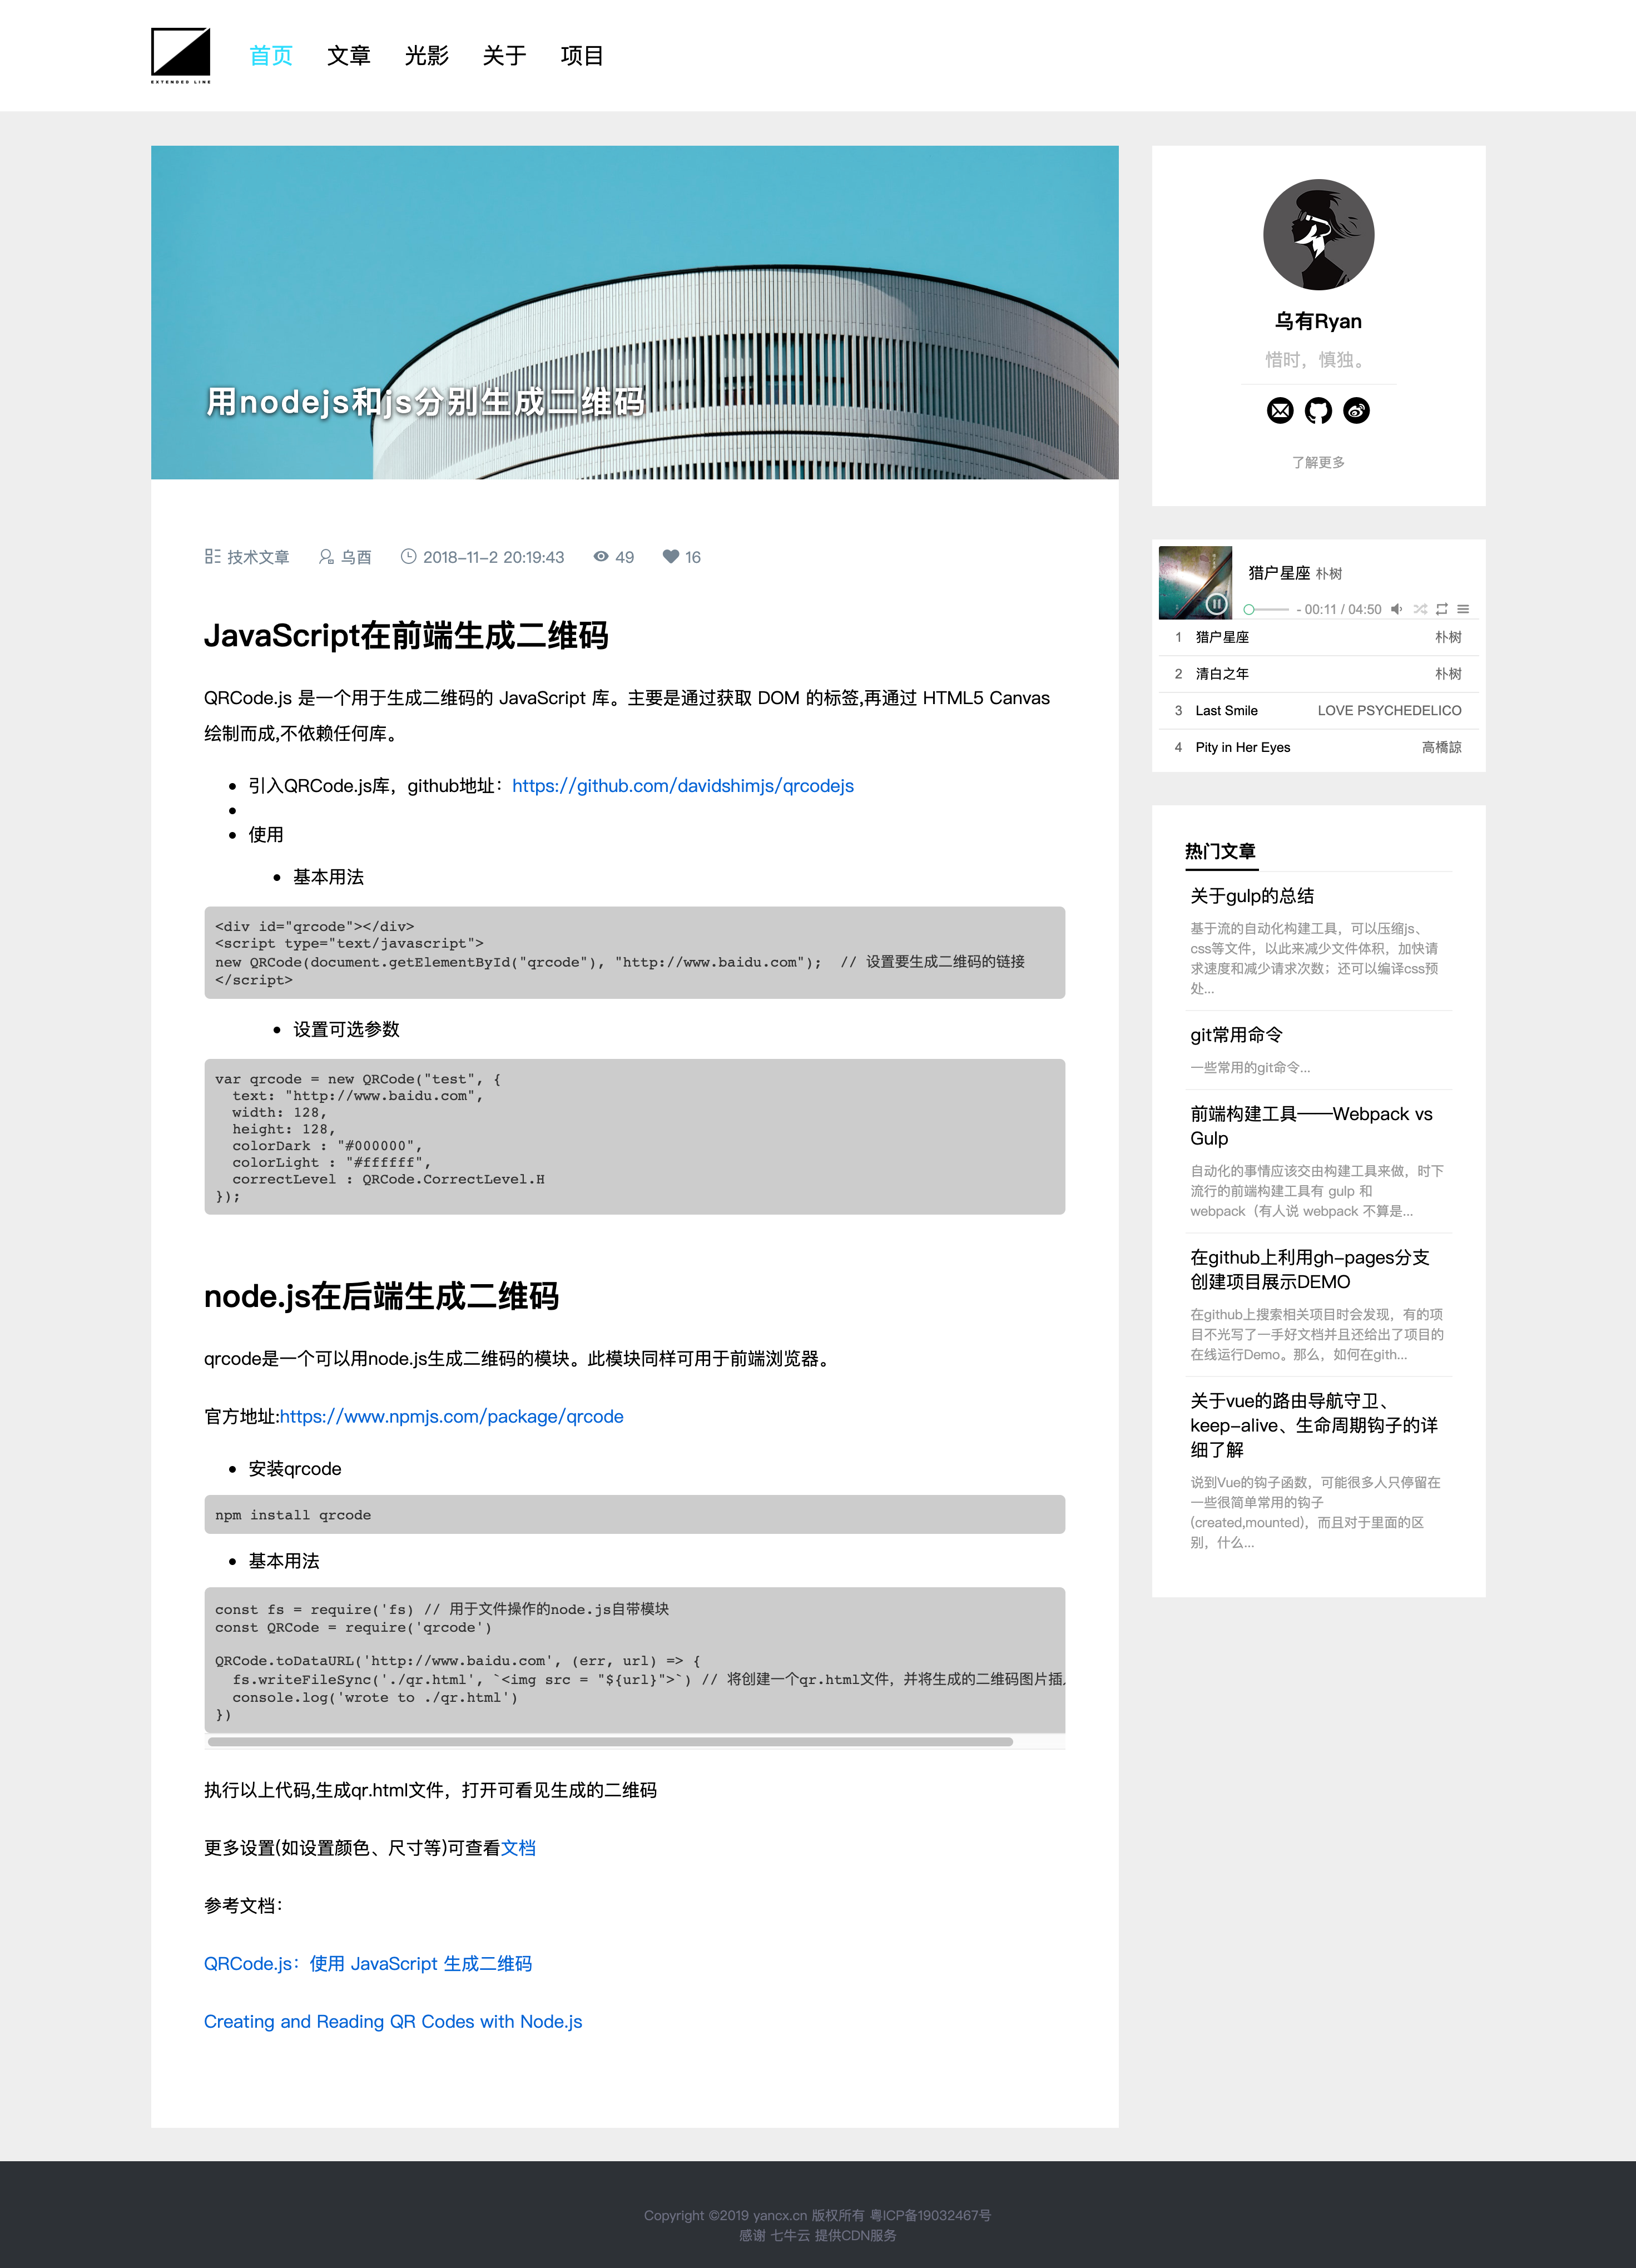 EXTENDED LINE
首页 文章 光影 关于 项目
用nodejs和js分别生成二维码
技术文章 乌酉 2018-11-2 20:19:43 49 16
JavaScript在前端生成二维码
QRCode.js 是一个用于生成二维码的 JavaScript 库。主要是通过获取 DOM 的标签,再通过 HTML5 Canvas
绘制而成,不依赖任何库。
引入QRCode.js库，github地址：https://github.com/davidshimjs/qrcodejs
使用
基本用法
<div id="qrcode"></div>
<script type="text/javascript">
new QRCode(document.getElementById("qrcode"), "http://www.baidu.com");  // 设置要生成二维码的链接
</script>
设置可选参数
var qrcode = new QRCode("test", {
  text: "http://www.baidu.com",
  width: 128,
  height: 128,
  colorDark : "#000000",
  colorLight : "#ffffff",
  correctLevel : QRCode.CorrectLevel.H
});
node.js在后端生成二维码
qrcode是一个可以用node.js生成二维码的模块。此模块同样可用于前端浏览器。
官方地址:https://www.npmjs.com/package/qrcode
安装qrcode
npm install qrcode
基本用法
const fs = require('fs) // 用于文件操作的node.js自带模块
const QRCode = require('qrcode')
QRCode.toDataURL('http://www.baidu.com', (err, url) => {
  fs.writeFileSync('./qr.html', `<img src = "${url}">`) // 将创建一个qr.html文件，并将生成的二维码图片插
  console.log('wrote to ./qr.html')
})
执行以上代码,生成qr.html文件，打开可看见生成的二维码
更多设置(如设置颜色、尺寸等)可查看文档
参考文档：
QRCode.js：使用 JavaScript 生成二维码
Creating and Reading QR Codes with Node.js
乌有Ryan
惜时，慎独。
了解更多
猎户星座 朴树
- 00:11 / 04:50
1 猎户星座 朴树
2 清白之年 朴树
3 Last Smile LOVE PSYCHEDELICO
4 Pity in Her Eyes 高橋諒
热门文章
关于gulp的总结
基于流的自动化构建工具，可以压缩js、
css等文件，以此来减少文件体积，加快请
求速度和减少请求次数；还可以编译css预
处...
git常用命令
一些常用的git命令...
前端构建工具——Webpack vs
Gulp
自动化的事情应该交由构建工具来做，时下
流行的前端构建工具有 gulp 和
webpack（有人说 webpack 不算是...
在github上利用gh-pages分支
创建项目展示DEMO
在github上搜索相关项目时会发现，有的项
目不光写了一手好文档并且还给出了项目的
在线运行Demo。那么，如何在gith...
关于vue的路由导航守卫、
keep-alive、生命周期钩子的详
细了解
说到Vue的钩子函数，可能很多人只停留在
一些很简单常用的钩子
(created,mounted)，而且对于里面的区
别，什么...
Copyright ©2019 yancx.cn 版权所有 粤ICP备19032467号
感谢 七牛云 提供CDN服务